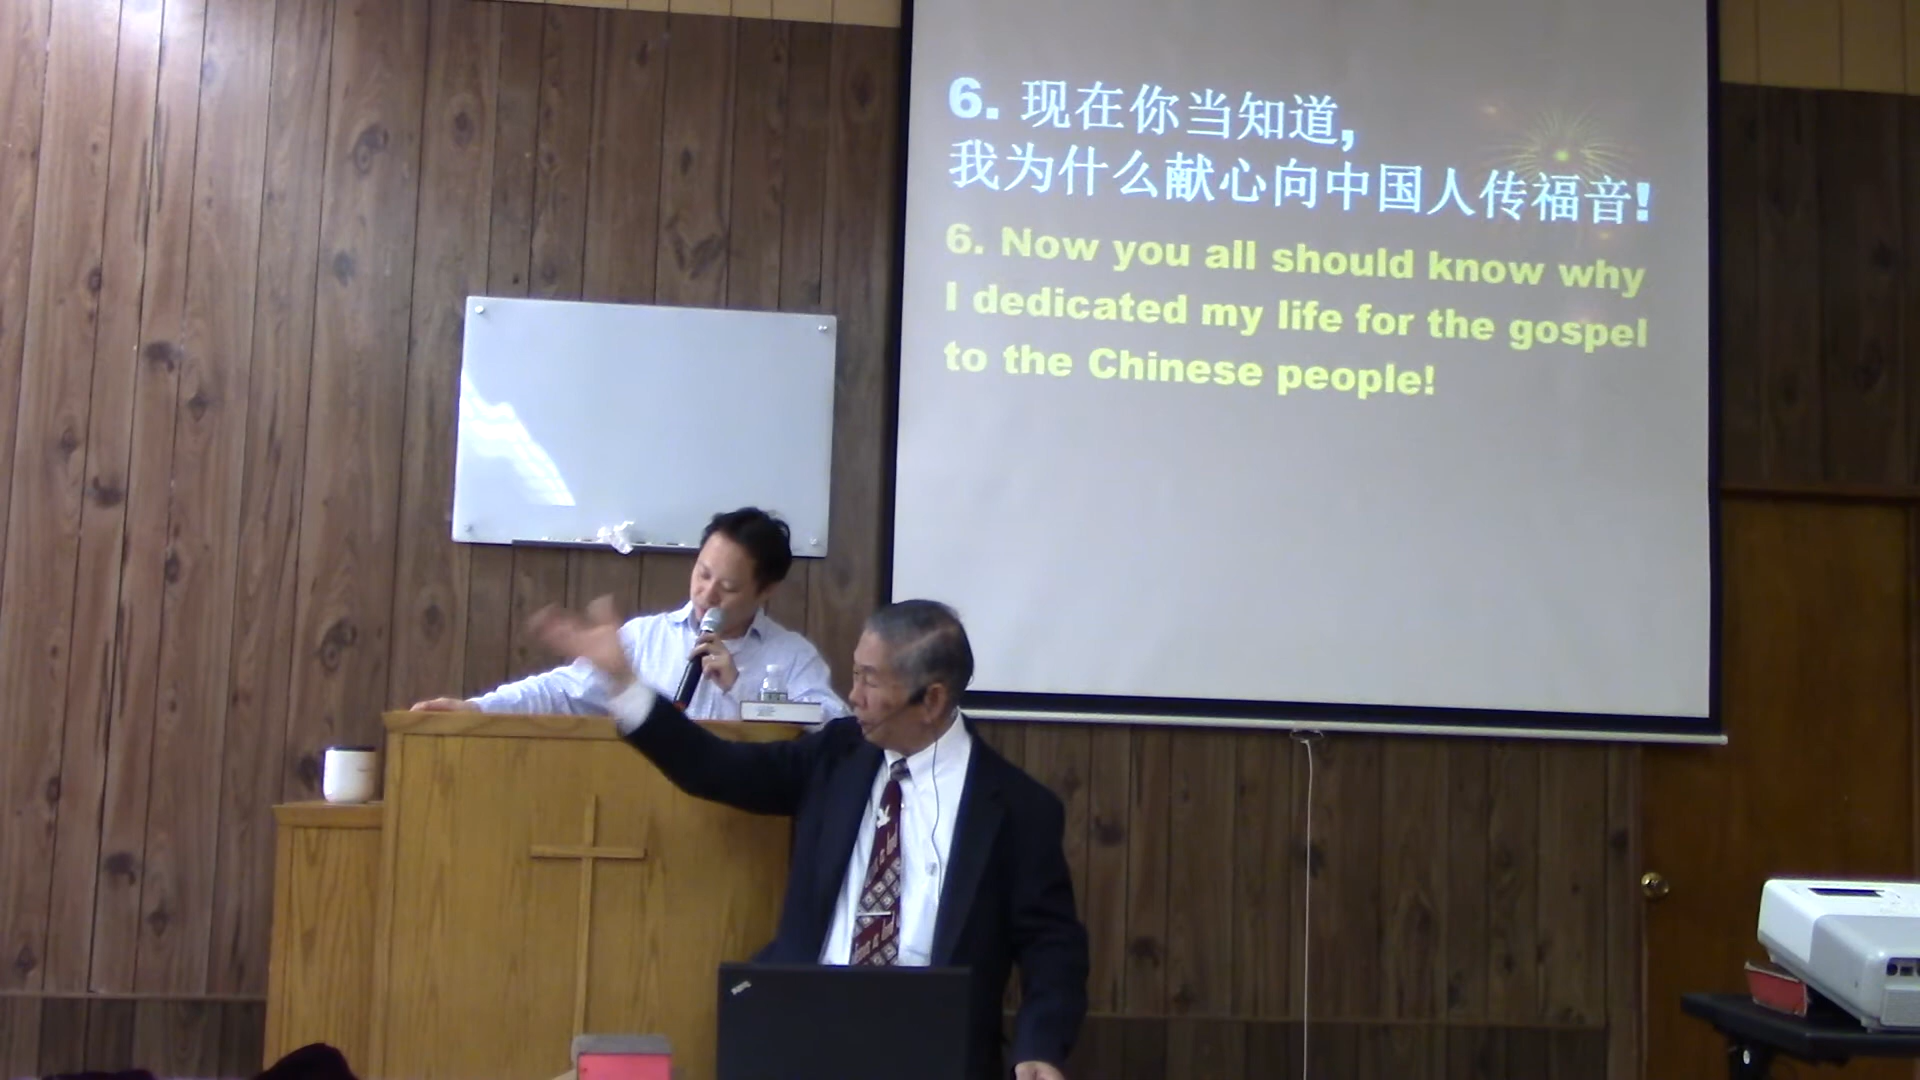 6. 现在你当知道,
我为什么献心向中国人传福音!
6. Now you all should know why
I dedicated my life for the gospel
to the Chinese people!